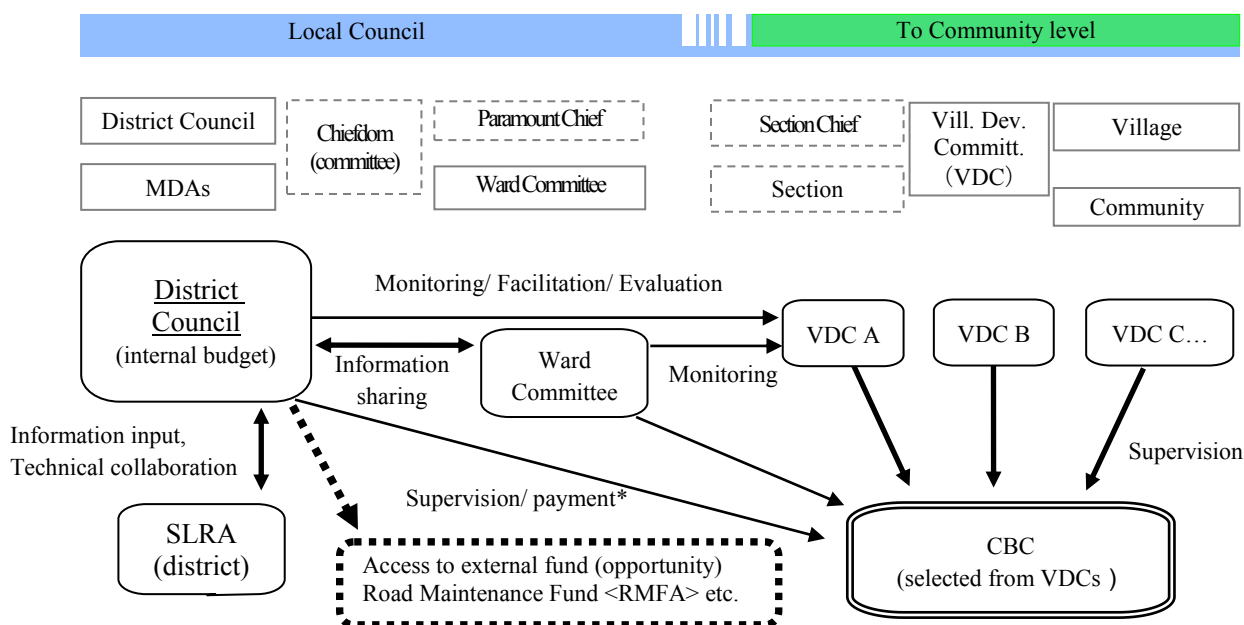 Local Council
To Community level
District Council
MDAs
Chiefdom
(committee)
Paramount Chief
Ward Committee
Section Chief
Section
Vill. Dev.
Committ.
(VDC)
Village
Community
District
Council
(internal budget)
Monitoring/ Facilitation/ Evaluation
Information
sharing
Ward
Committee
Monitoring
VDC A
VDC B
VDC C…
Information input,
Technical collaboration
Supervision
Supervision/ payment*
SLRA
(district)
Access to external fund (opportunity)
Road Maintenance Fund <RMFA> etc.
CBC
(selected from VDCs )